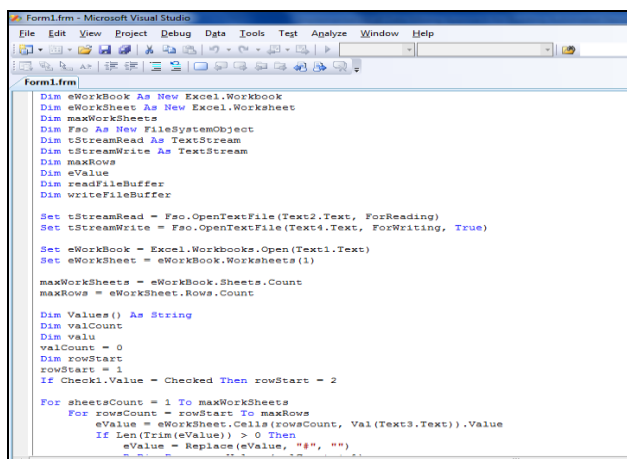 Form1.frm - Microsoft Visual Studio
File Edit View Project Debug Data Tools Test Analyze Window Help
Form1.frm
Dim eWorkBook As New Excel.Workbook
Dim eWorkSheet As New Excel.Worksheet
Dim maxWorkSheets
Dim Fso As New FileSystemObject
Dim tStreamRead As TextStream
Dim tStreamWrite As TextStream
Dim maxRows
Dim eValue
Dim readFileBuffer
Dim writeFileBuffer
Set tStreamRead = Fso.OpenTextFile(Text2.Text, ForReading)
Set tStreamWrite = Fso.OpenTextFile(Text4.Text, ForWriting, True)
Set eWorkBook = Excel.Workbooks.Open(Text1.Text)
Set eWorkSheet = eWorkBook.Worksheets(1)
maxWorkSheets = eWorkBook.Sheets.Count
maxRows = eWorkSheet.Rows.Count
Dim Values() As String
Dim valCount
Dim valu
valCount = 0
Dim rowStart
rowStart = 1
If Check1.Value = Checked Then rowStart = 2
For sheetsCount = 1 To maxWorkSheets
For rowsCount = rowStart To maxRows
eValue = eWorkSheet.Cells(rowsCount, Val(Text3.Text)).Value
If Len(Trim(eValue)) > 0 Then
eValue = Replace(eValue, "#", "")